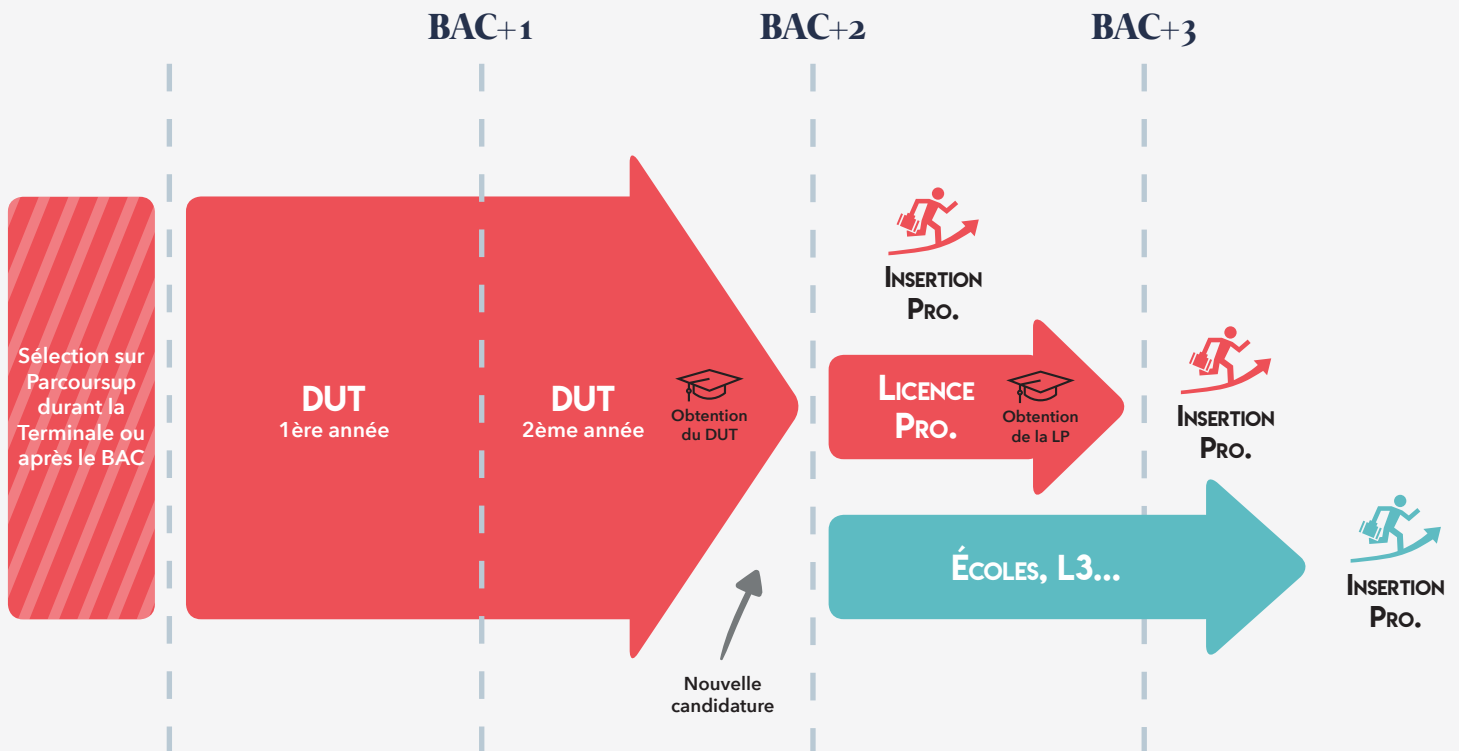 BAC+1
BAC+2
BAC+3
Sélection sur
Parcoursup
durant la
Terminale ou
après le BAC
DUT
1ère année
DUT
2ème année
Obtention
du DUT
Nouvelle
candidature
Insertion
Pro.
Licence
Pro.
Obtention
de la LP
Insertion
Pro.
Écoles, L3...
Insertion
Pro.